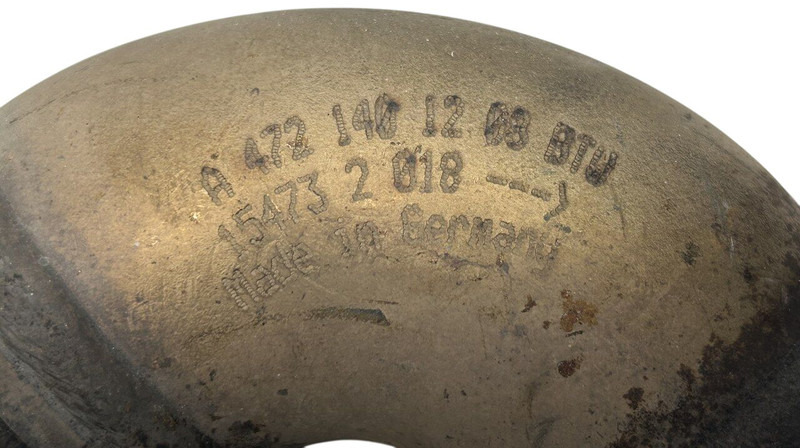 A 472 140 12 08 BTU
15473 2 018 ---->
Made in Germany